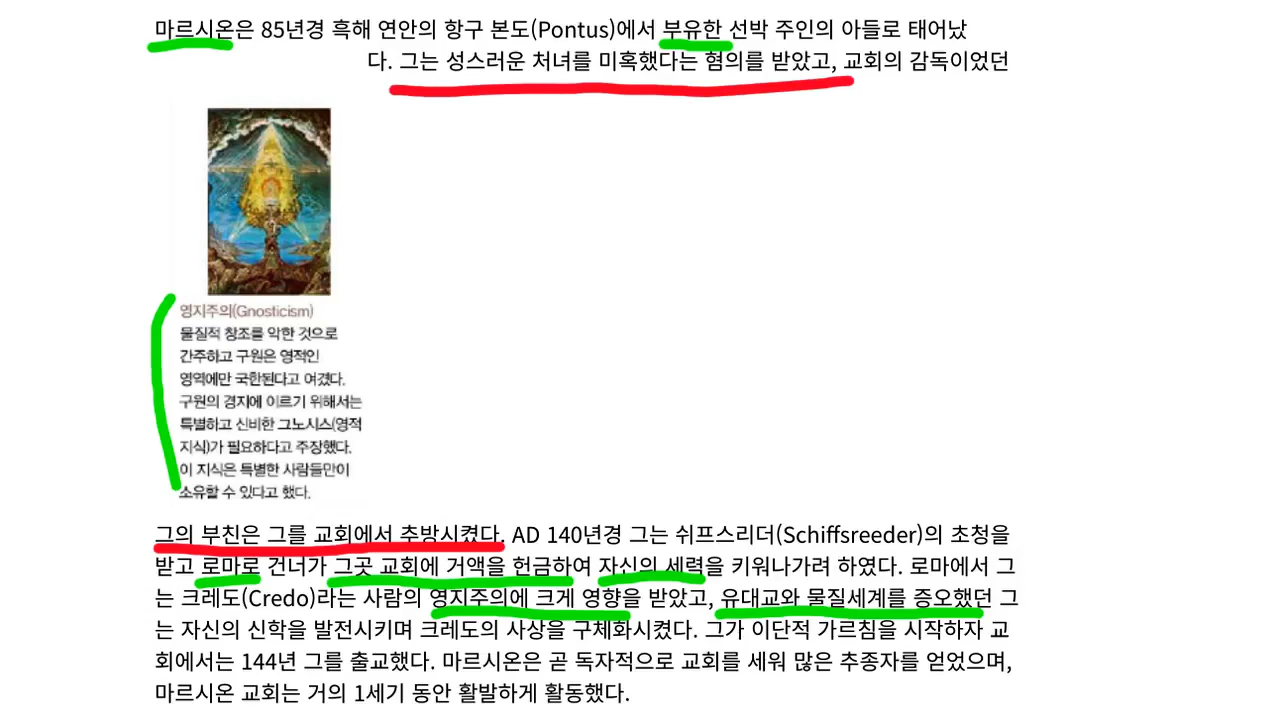 마르시온은 85년경 흑해 연안의 항구 본도(Pontus)에서 부유한 선박 주인의 아들로 태어났
다. 그는 성스러운 처녀를 미혹했다는 혐의를 받았고, 교회의 감독이었던
영지주의(Gnosticism)
물질적 창조를 악한 것으로
간주하고 구원은 영적인
영역에만 국한된다고 여겼다.
구원의 경지에 이르기 위해서는
특별하고 신비한 그노시스(영적
지식)가 필요하다고 주장했다.
이 지식은 특별한 사람들만이
소유할 수 있다고 했다.
그의 부친은 그를 교회에서 추방시켰다. AD 140년경 그는 쉬프스리더(Schiffsreeder)의 초청을
받고 로마로 건너가 그곳 교회에 거액을 헌금하여 자신의 세력을 키워나가려 하였다. 로마에서 그
는 크레도(Credo)라는 사람의 영지주의에 크게 영향을 받았고, 유대교와 물질세계를 증오했던 그
는 자신의 신학을 발전시키며 크레도의 사상을 구체화시켰다. 그가 이단적 가르침을 시작하자 교
회에서는 144년 그를 출교했다. 마르시온은 곧 독자적으로 교회를 세워 많은 추종자를 얻었으며,
마르시온 교회는 거의 1세기 동안 활발하게 활동했다.